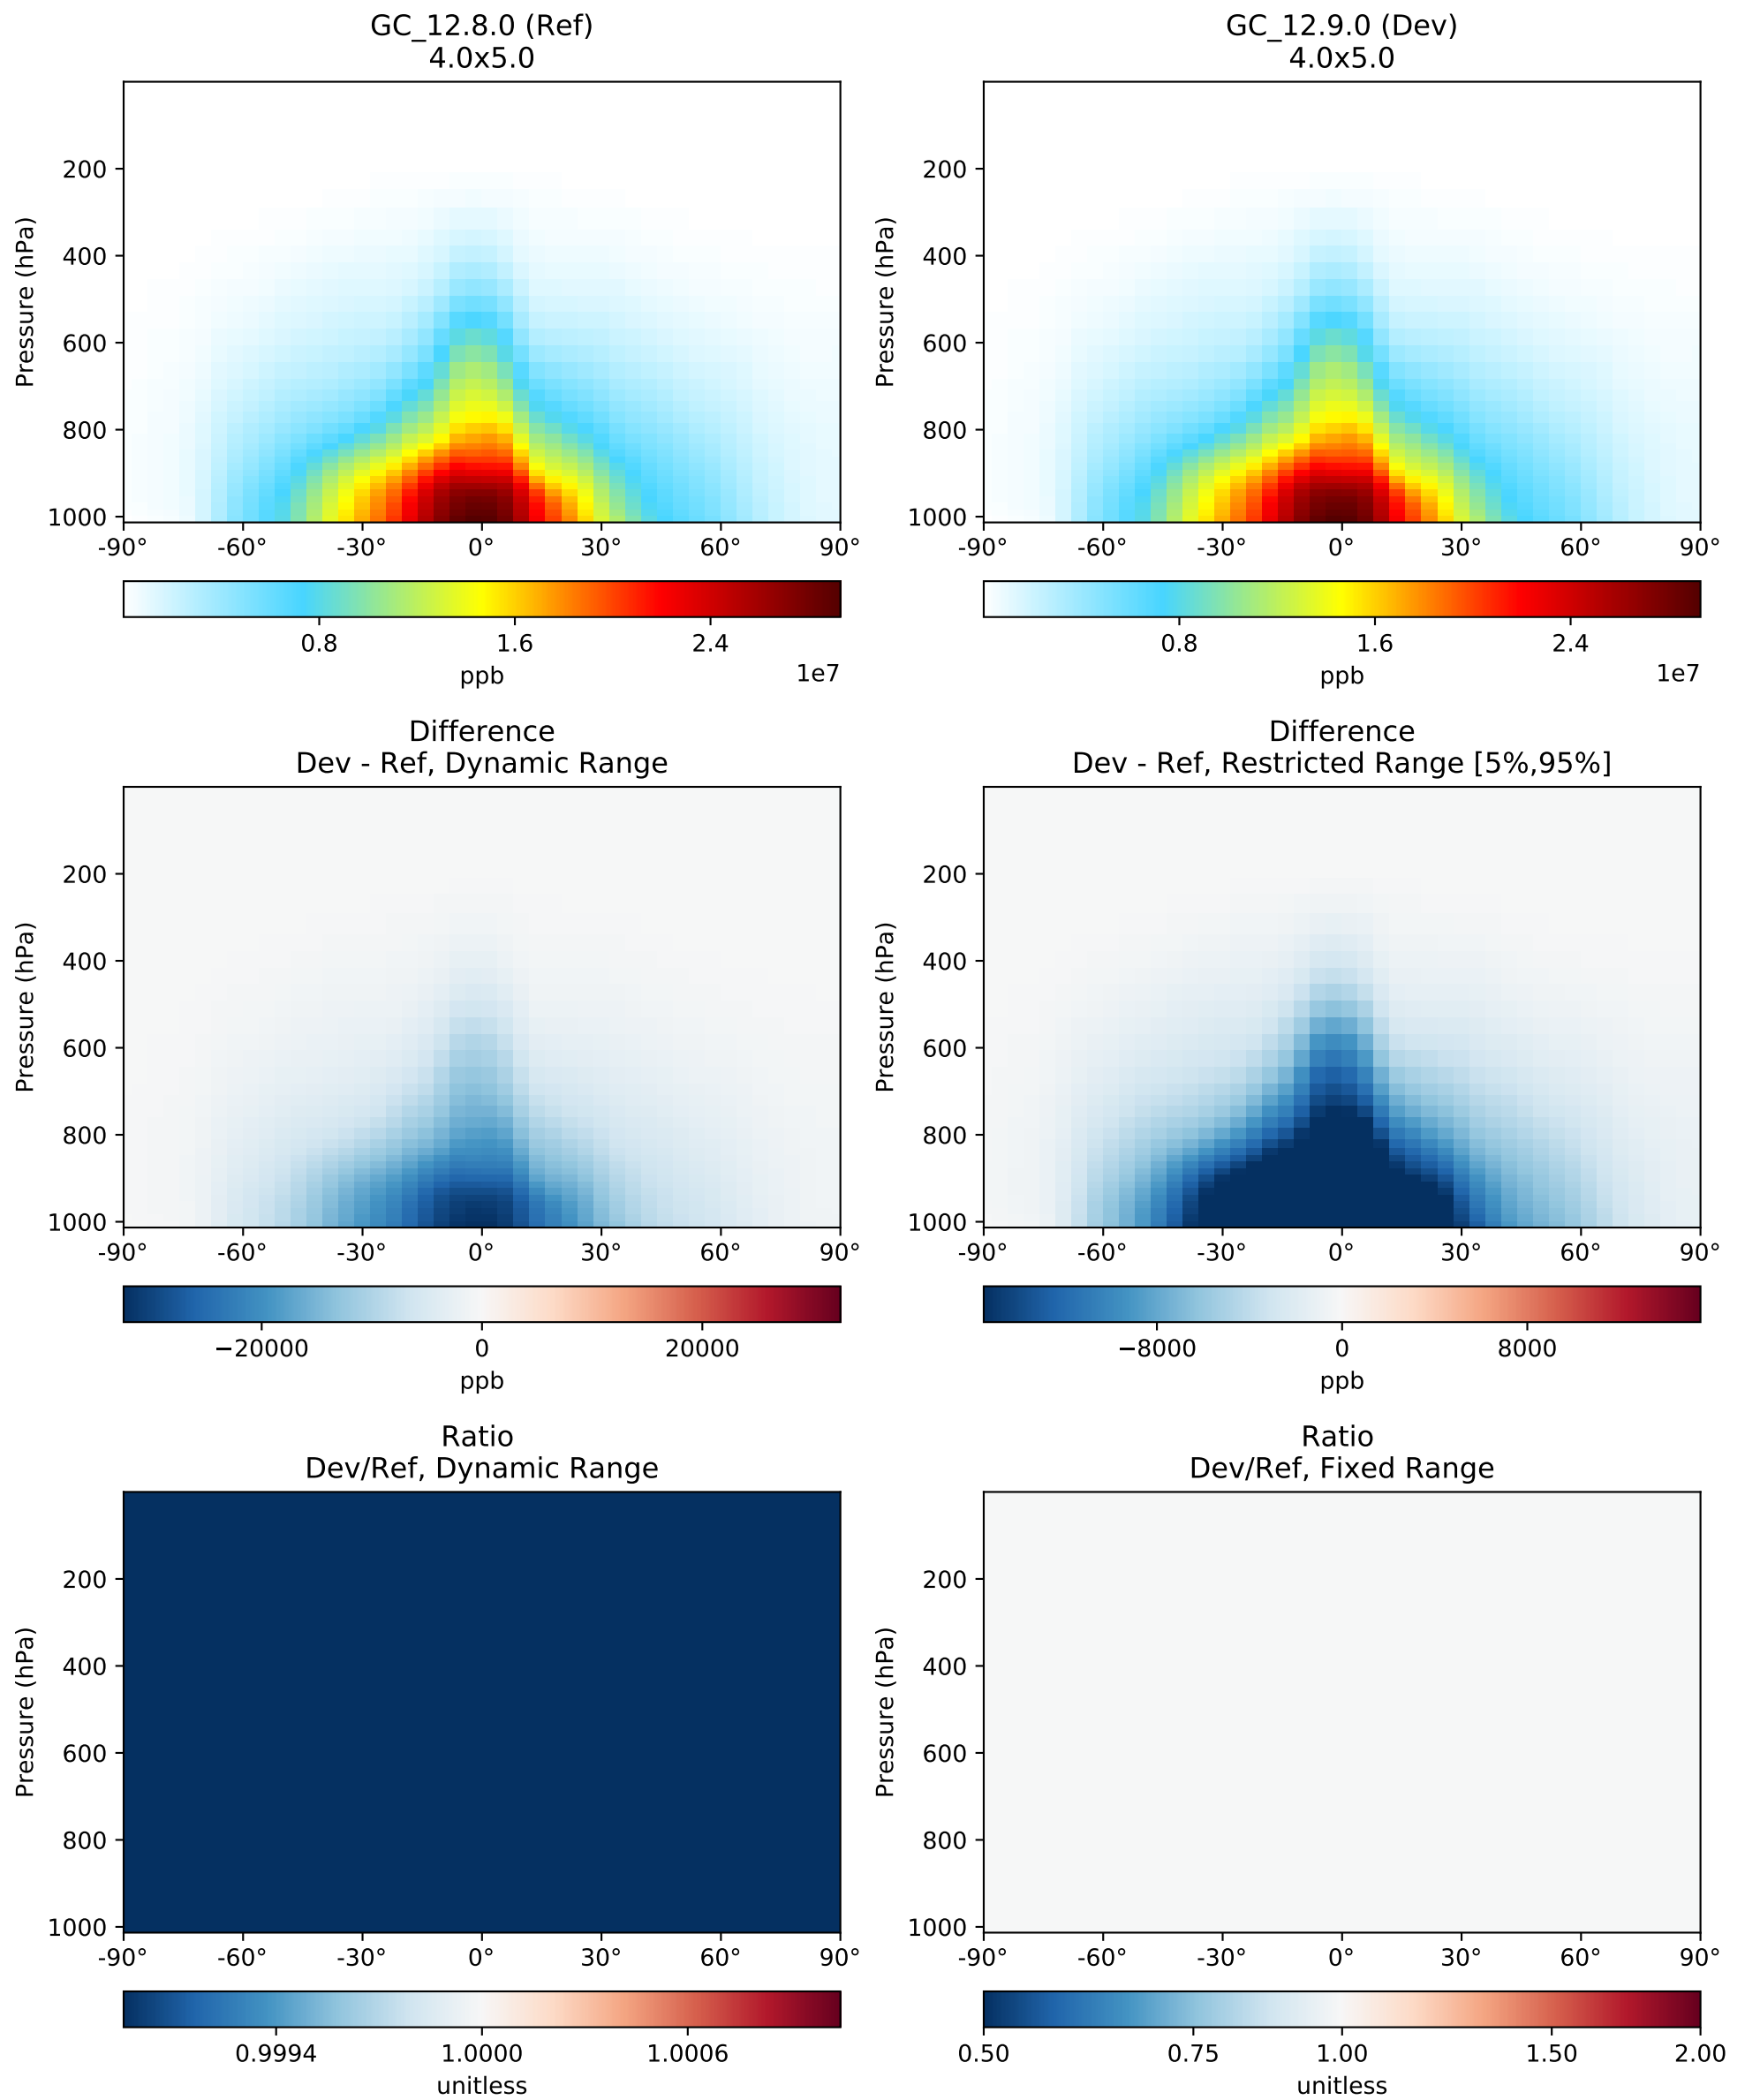 GC_12.8.0 (Ref)
4.0x5.0
Pressure (hPa)
200
400
600
800
1000
-90° -60° -30° 0° 30° 60° 90°
0.8 1.6 2.4
1e7
ppb
GC_12.9.0 (Dev)
4.0x5.0
Pressure (hPa)
200
400
600
800
1000
-90° -60° -30° 0° 30° 60° 90°
0.8 1.6 2.4
1e7
ppb
Difference
Dev - Ref, Dynamic Range
Pressure (hPa)
200
400
600
800
1000
-90° -60° -30° 0° 30° 60° 90°
−20000 0 20000
ppb
Difference
Dev - Ref, Restricted Range [5%,95%]
Pressure (hPa)
200
400
600
800
1000
-90° -60° -30° 0° 30° 60° 90°
−8000 0 8000
ppb
Ratio
Dev/Ref, Dynamic Range
Pressure (hPa)
200
400
600
800
1000
-90° -60° -30° 0° 30° 60° 90°
0.9994 1.0000 1.0006
unitless
Ratio
Dev/Ref, Fixed Range
Pressure (hPa)
200
400
600
800
1000
-90° -60° -30° 0° 30° 60° 90°
0.50 0.75 1.00 1.50 2.00
unitless